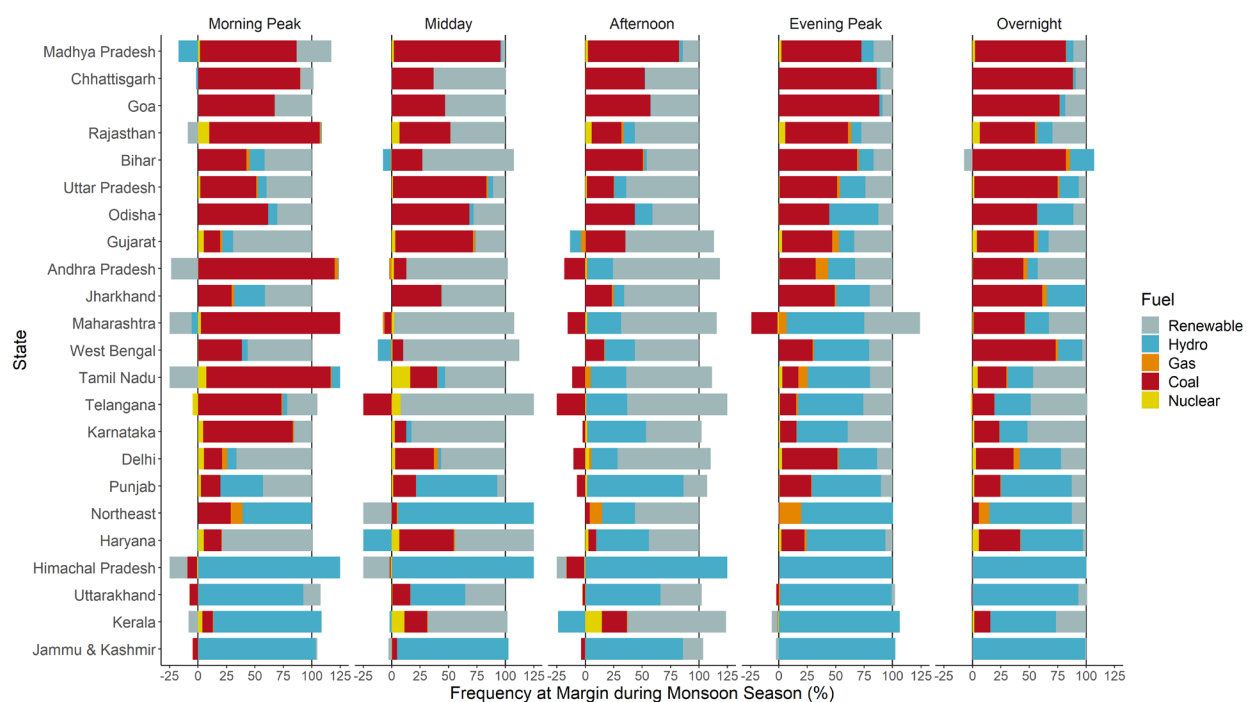 Morning Peak
Midday
Afternoon
Evening Peak
Overnight
State
Madhya Pradesh
Chhattisgarh
Goa
Rajasthan
Bihar
Uttar Pradesh
Odisha
Gujarat
Andhra Pradesh
Jharkhand
Maharashtra
West Bengal
Tamil Nadu
Telangana
Karnataka
Delhi
Punjab
Northeast
Haryana
Himachal Pradesh
Uttarakhand
Kerala
Jammu & Kashmir
Fuel
Renewable
Hydro
Gas
Coal
Nuclear
-25 0 25 50 75 100 125
-25 0 25 50 75 100 125
-25 0 25 50 75 100 125
-25 0 25 50 75 100 125
-25 0 25 50 75 100 125
Frequency at Margin during Monsoon Season (%)